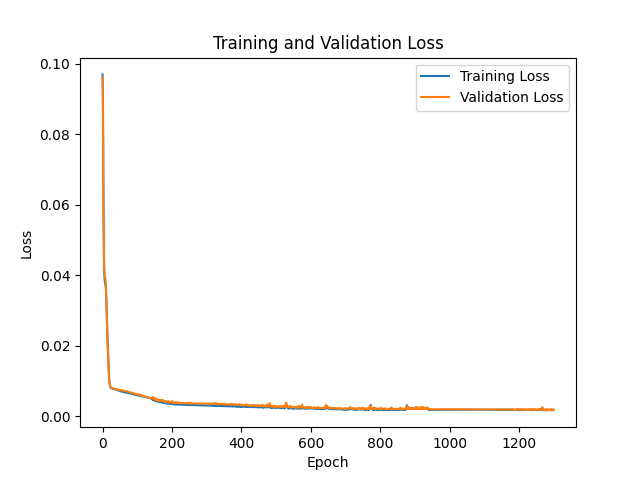 Training and Validation Loss
Training Loss
Validation Loss
0.10
0.08
0.06
0.04
0.02
0.00
Loss
0 200 400 600 800 1000 1200
Epoch